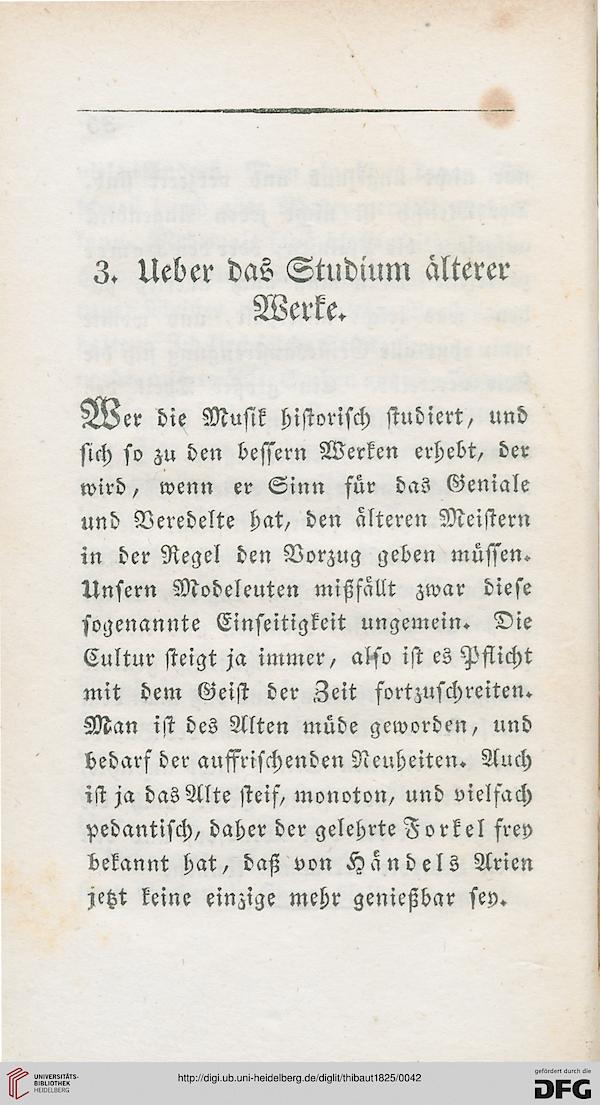 3. Ueber das Studium älterer
Werke.
Wer die Musik historisch studiert, und
sich so zu den bessern Werken erhebt, der
wird, wenn er Sinn für das Geniale
und Veredelte hat, den älteren Meistern
in der Regel den Vorzug geben müssen.
Unsern Modeleuten mißfällt zwar diese
sogenannte Einseitigkeit ungemein. Die
Cultur steigt ja immer, also ist es Pflicht
mit dem Geist der Zeit fortzuschreiten.
Man ist des Alten müde geworden, und
bedarf der auffrischenden Neuheiten. Auch
ist ja das Alte steif, monoton, und vielfach
pedantisch, daher der gelehrte Forkel frey
bekannt hat, daß von Händels Arien
jetzt keine einzige mehr genießbar sey.
UNIVERSITÄTS-
BIBLIOTHEK
HEIDELBERG
http://digi.ub.uni-heidelberg.de/diglit/thibaut1825/0042
gefördert durch die
DFG